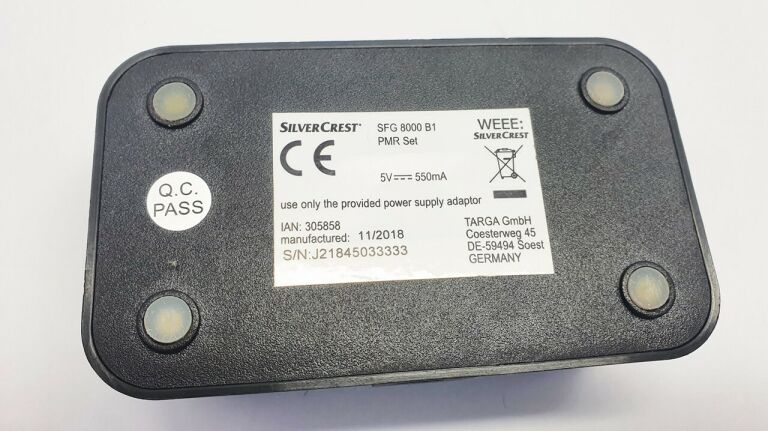 SILVERCREST® SFG 8000 B1
PMR Set
WEEE:
SILVERCREST
CE
5V 550mA
use only the provided power supply adaptor
IAN: 305858
manufactured: 11/2018
S/N:J21845033333
TARGA GmbH
Coesterweg 45
DE-59494 Soest
GERMANY
Q.C.
PASS